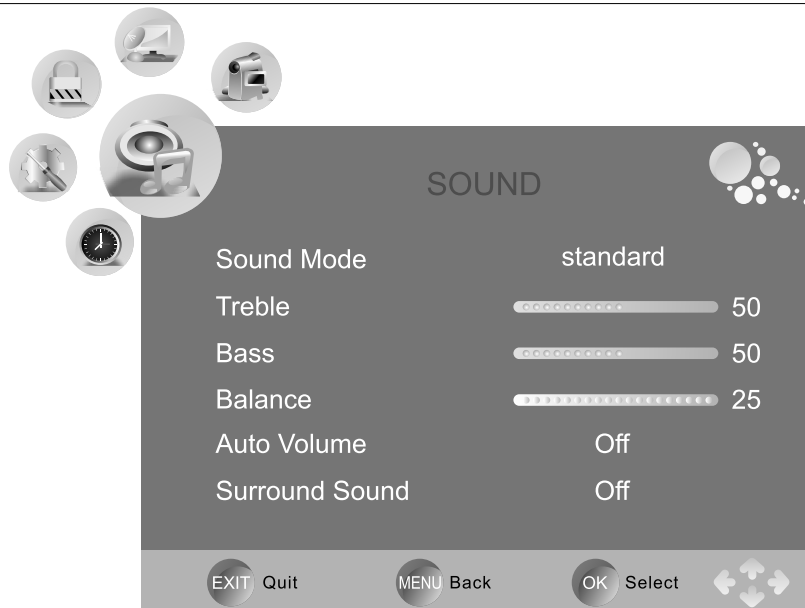 SOUND
Sound Mode standard
Treble 50
Bass 50
Balance 25
Auto Volume Off
Surround Sound Off
EXIT Quit MENU Back OK Select